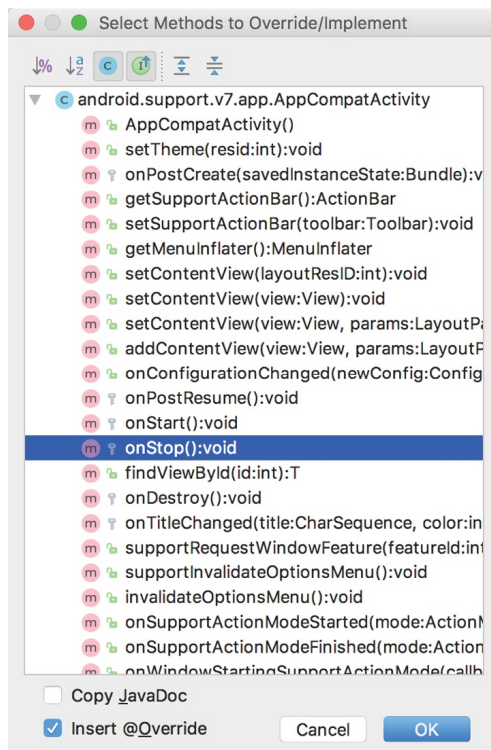 Select Methods to Override/Implement
android.support.v7.app.AppCompatActivity
AppCompatActivity()
setTheme(resid:int):void
onPostCreate(savedInstanceState:Bundle):v
getSupportActionBar():ActionBar
setSupportActionBar(toolbar:Toolbar):void
getMenuInflater():MenuInflater
setContentView(layoutResID:int):void
setContentView(view:View):void
setContentView(view:View, params:LayoutPa
addContentView(view:View, params:LayoutP
onConfigurationChanged(newConfig:Config
onPostResume():void
onStart():void
onStop():void
findViewById(id:int):T
onDestroy():void
onTitleChanged(title:CharSequence, color:in
supportRequestWindowFeature(featureId:int
supportInvalidateOptionsMenu():void
invalidateOptionsMenu():void
onSupportActionModeStarted(mode:ActionM
onSupportActionModeFinished(mode:Action
onWindowStartingSupportActionMode(callb
Copy JavaDoc
Insert @Override
Cancel OK